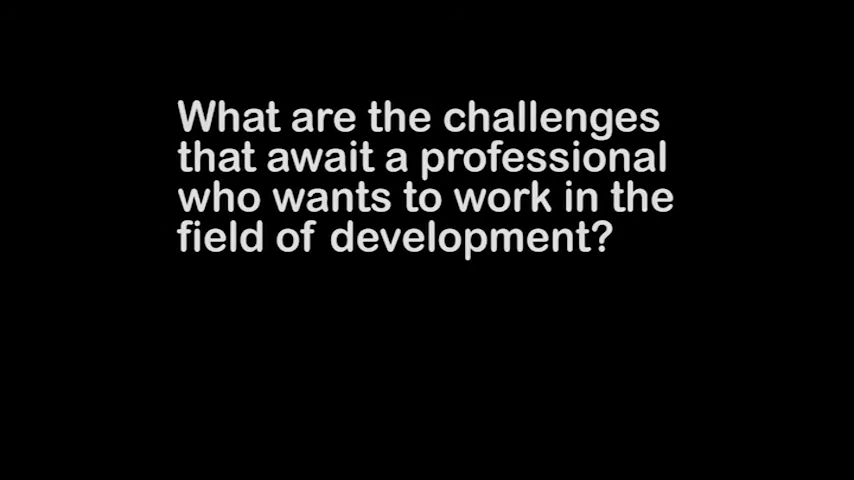 What are the challenges
that await a professional
who wants to work in the
field of development?